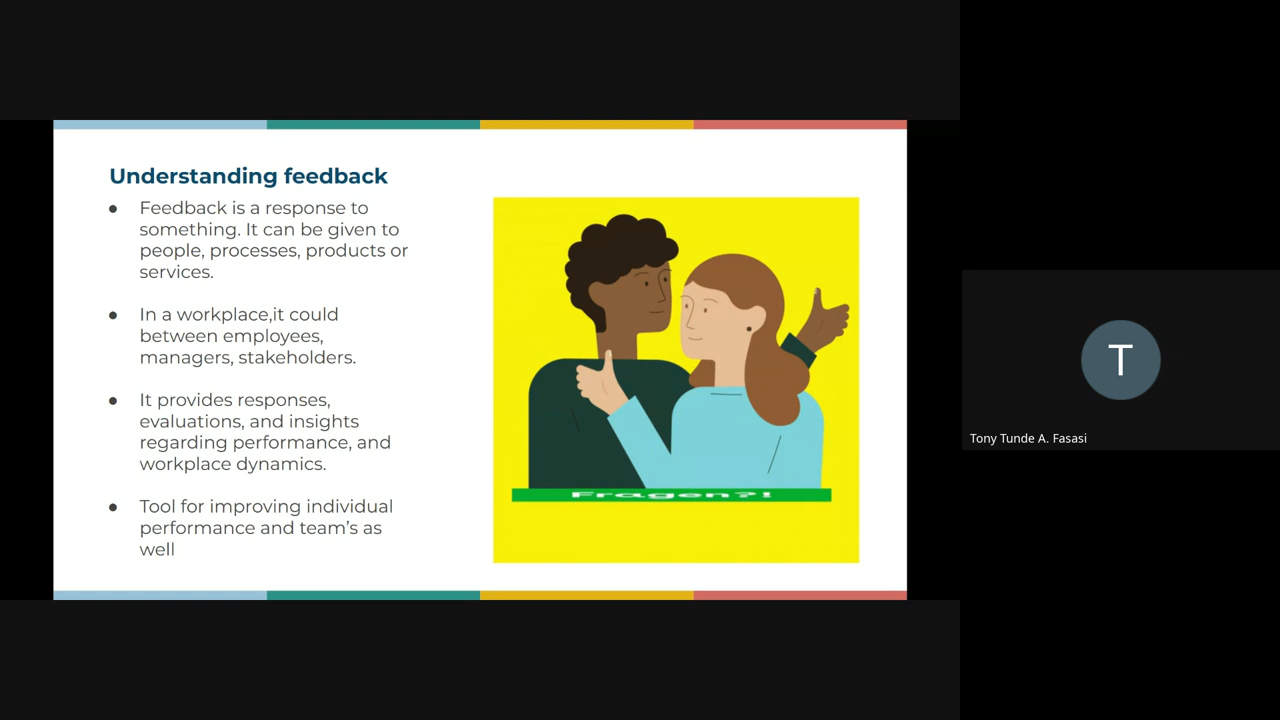 Understanding feedback
● Feedback is a response to
something. It can be given to
people, processes, products or
services.
● In a workplace,it could
between employees,
managers, stakeholders.
● It provides responses,
evaluations, and insights
regarding performance, and
workplace dynamics.
● Tool for improving individual
performance and team’s as
well
Fragen?!
T
Tony Tunde A. Fasasi